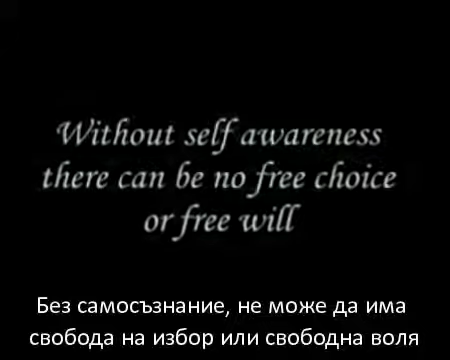 Without self awareness
there can be no free choice
or free will
Без самосъзнание, не може да има
свобода на избор или свободна воля